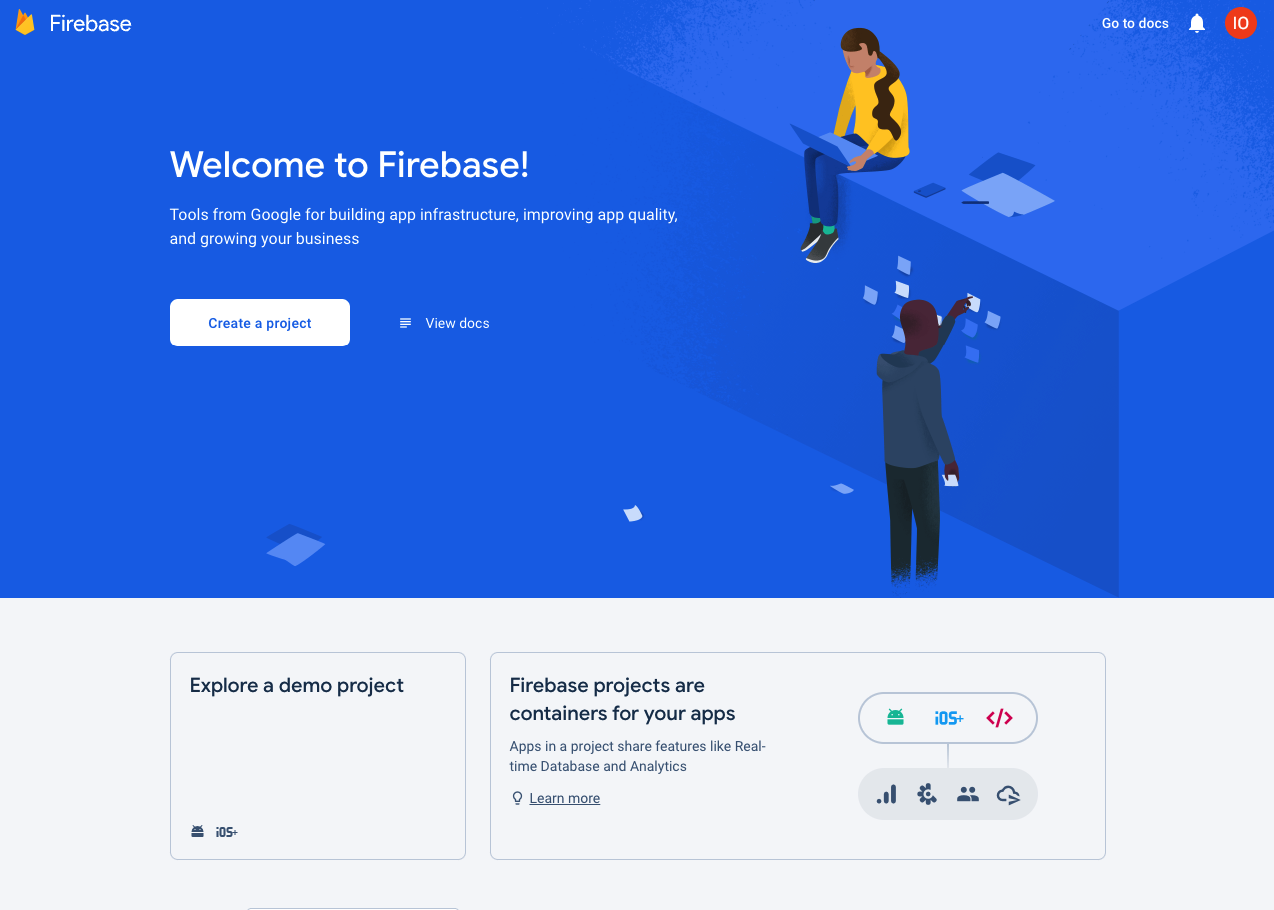 Firebase
Go to docs
IO
Welcome to Firebase!
Tools from Google for building app infrastructure, improving app quality,
and growing your business
Create a project
View docs
Explore a demo project
iOS+
Firebase projects are
containers for your apps
Apps in a project share features like Real-
time Database and Analytics
Learn more
iOS+